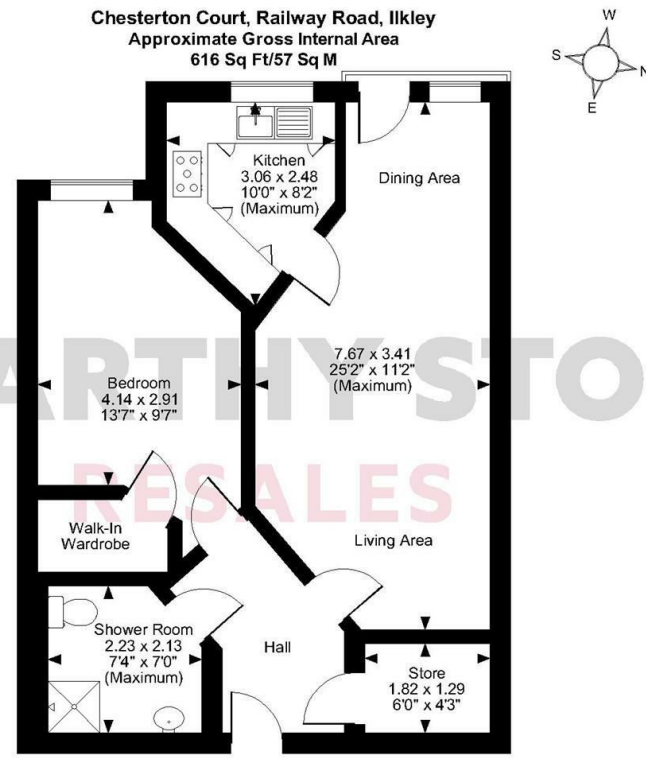 Chesterton Court, Railway Road, Ilkley
Approximate Gross Internal Area
616 Sq Ft/57 Sq M
W
S
N
E
Kitchen
3.06 x 2.48
10'0" x 8'2"
(Maximum)
Dining Area
7.67 x 3.41
25'2" x 11'2"
(Maximum)
Bedroom
4.14 x 2.91
13'7" x 9'7"
ARTHY STO
RESALES
Walk-In
Wardrobe
Living Area
Shower Room
2.23 x 2.13
7'4" x 7'0"
(Maximum)
Hall
Store
1.82 x 1.29
6'0" x 4'3"